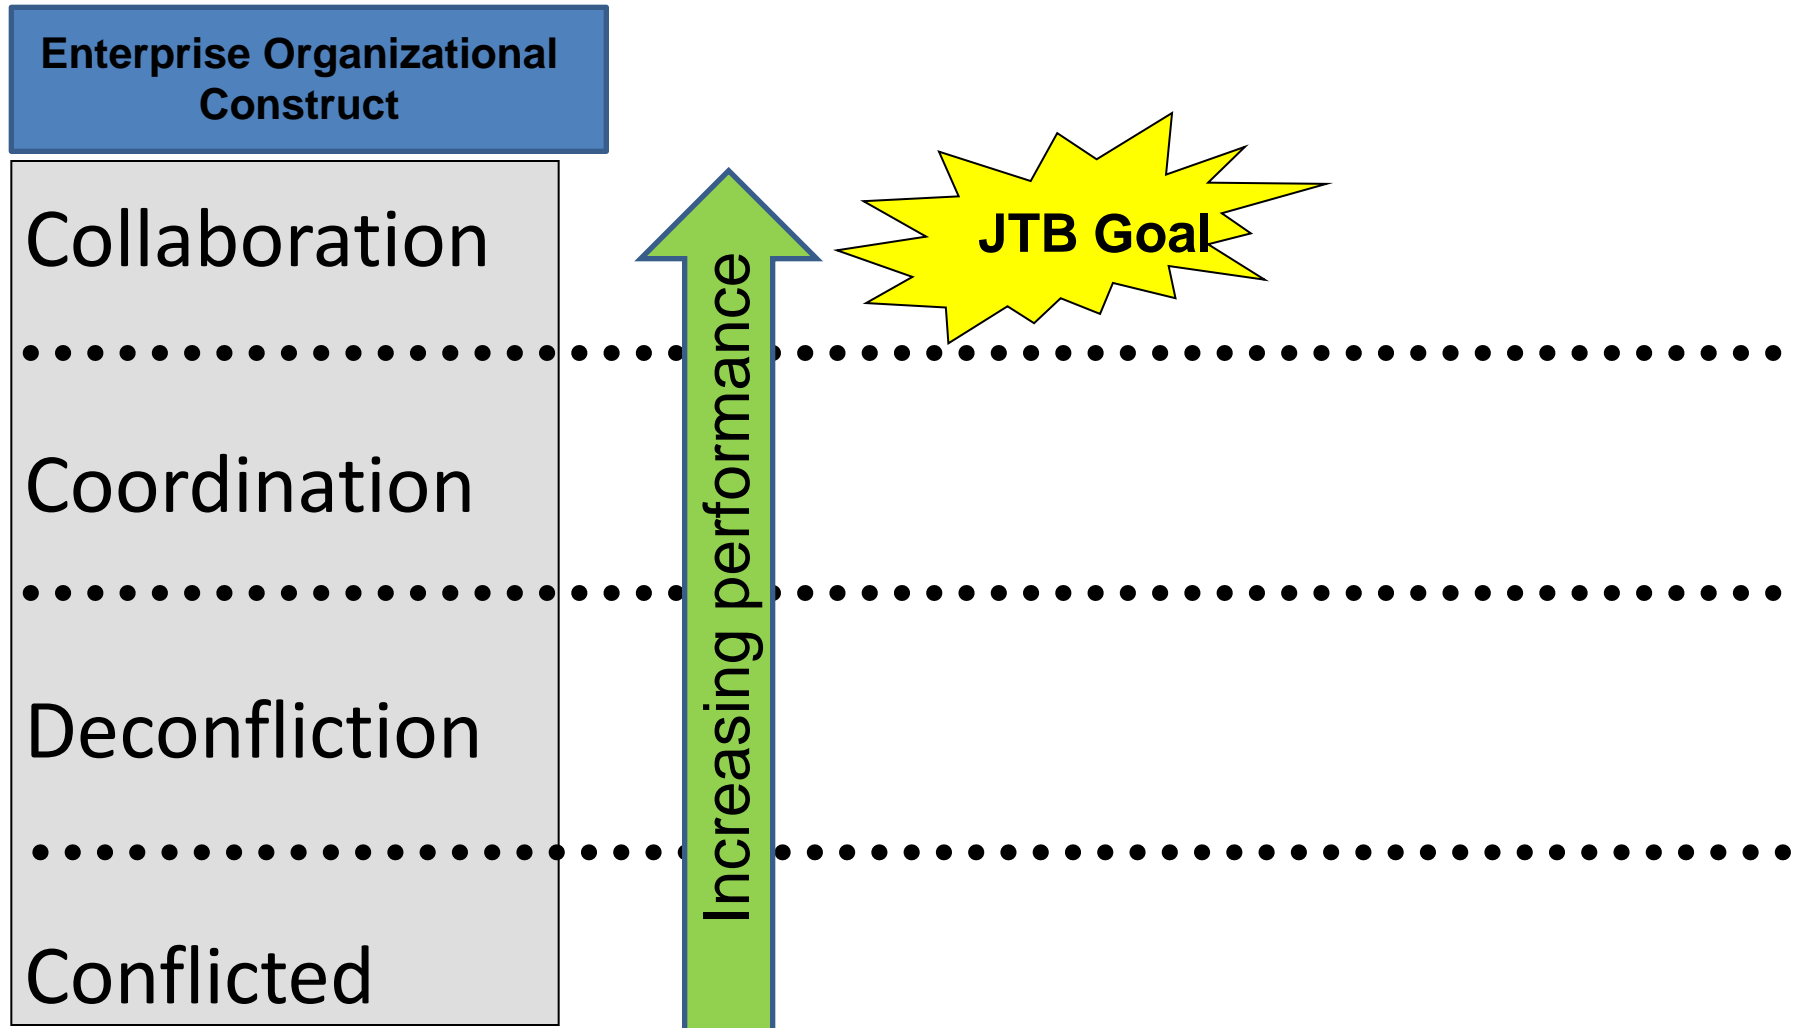 Enterprise Organizational
Construct
Collaboration
JTB Goal
Increasing performance
Coordination
Deconfliction
Conflicted